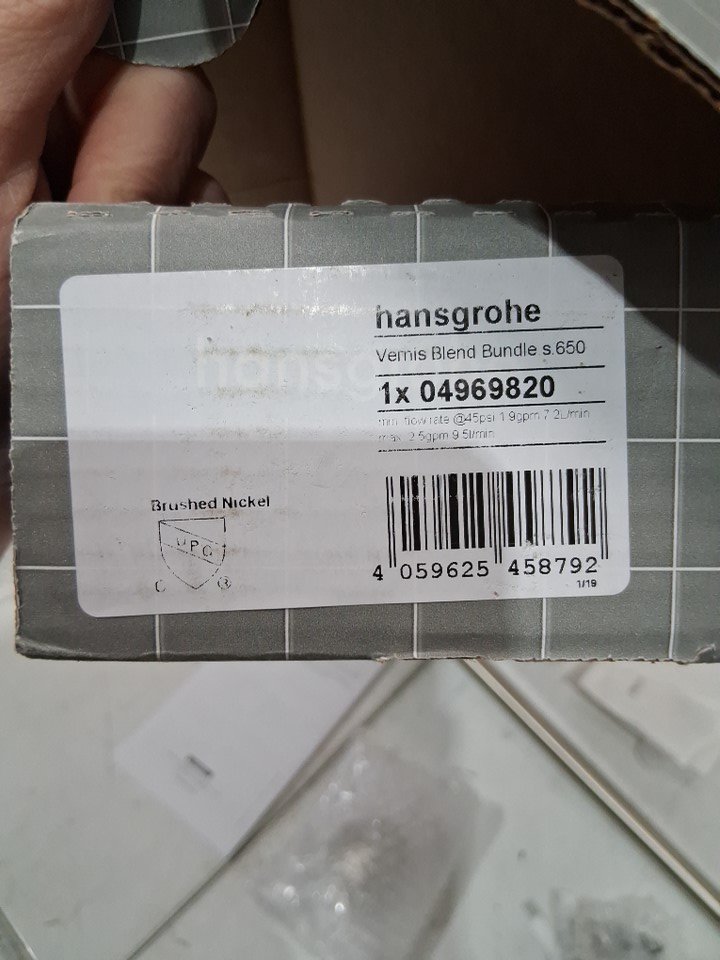 hansgrohe
Vernis Blend Bundle s.650
1x 04969820
min. flow rate @45psi 1.9gpm 7.2L/min
max. 2.5gpm 9.5l/min
Brushed Nickel
UPC
C ®
4 059625 458792
1/19